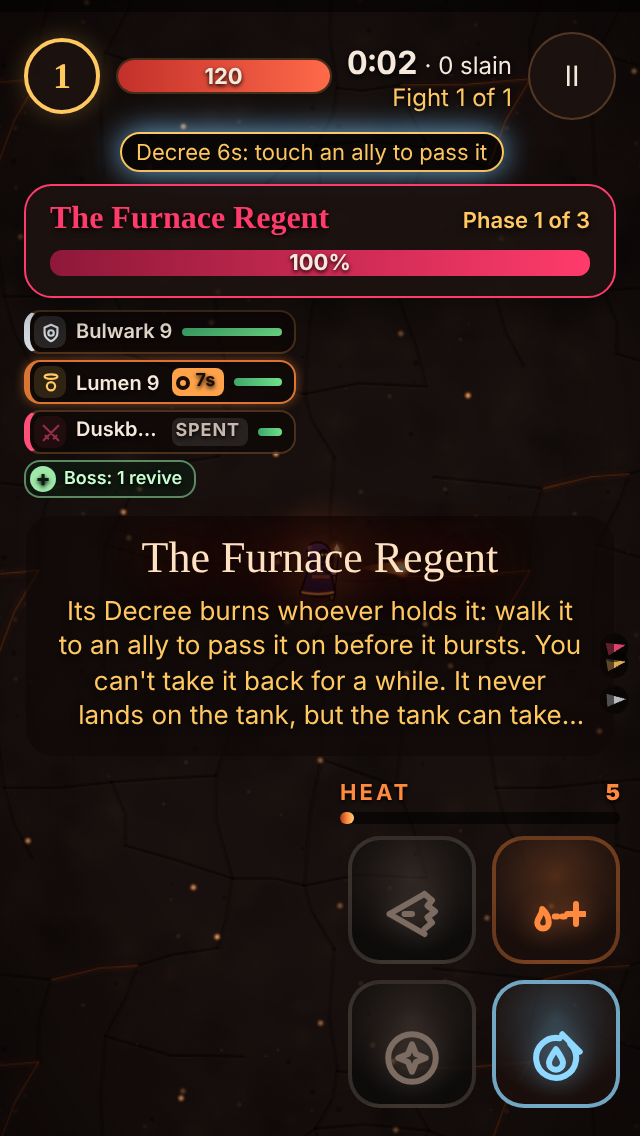 1
120
0:02 · 0 slain
Fight 1 of 1
Decree 6s: touch an ally to pass it
The Furnace Regent
Phase 1 of 3
100%
Bulwark 9
Lumen 9
7s
Duskb...
SPENT
Boss: 1 revive
The Furnace Regent
Its Decree burns whoever holds it: walk it
to an ally to pass it on before it bursts. You
can't take it back for a while. It never
lands on the tank, but the tank can take...
HEAT
5